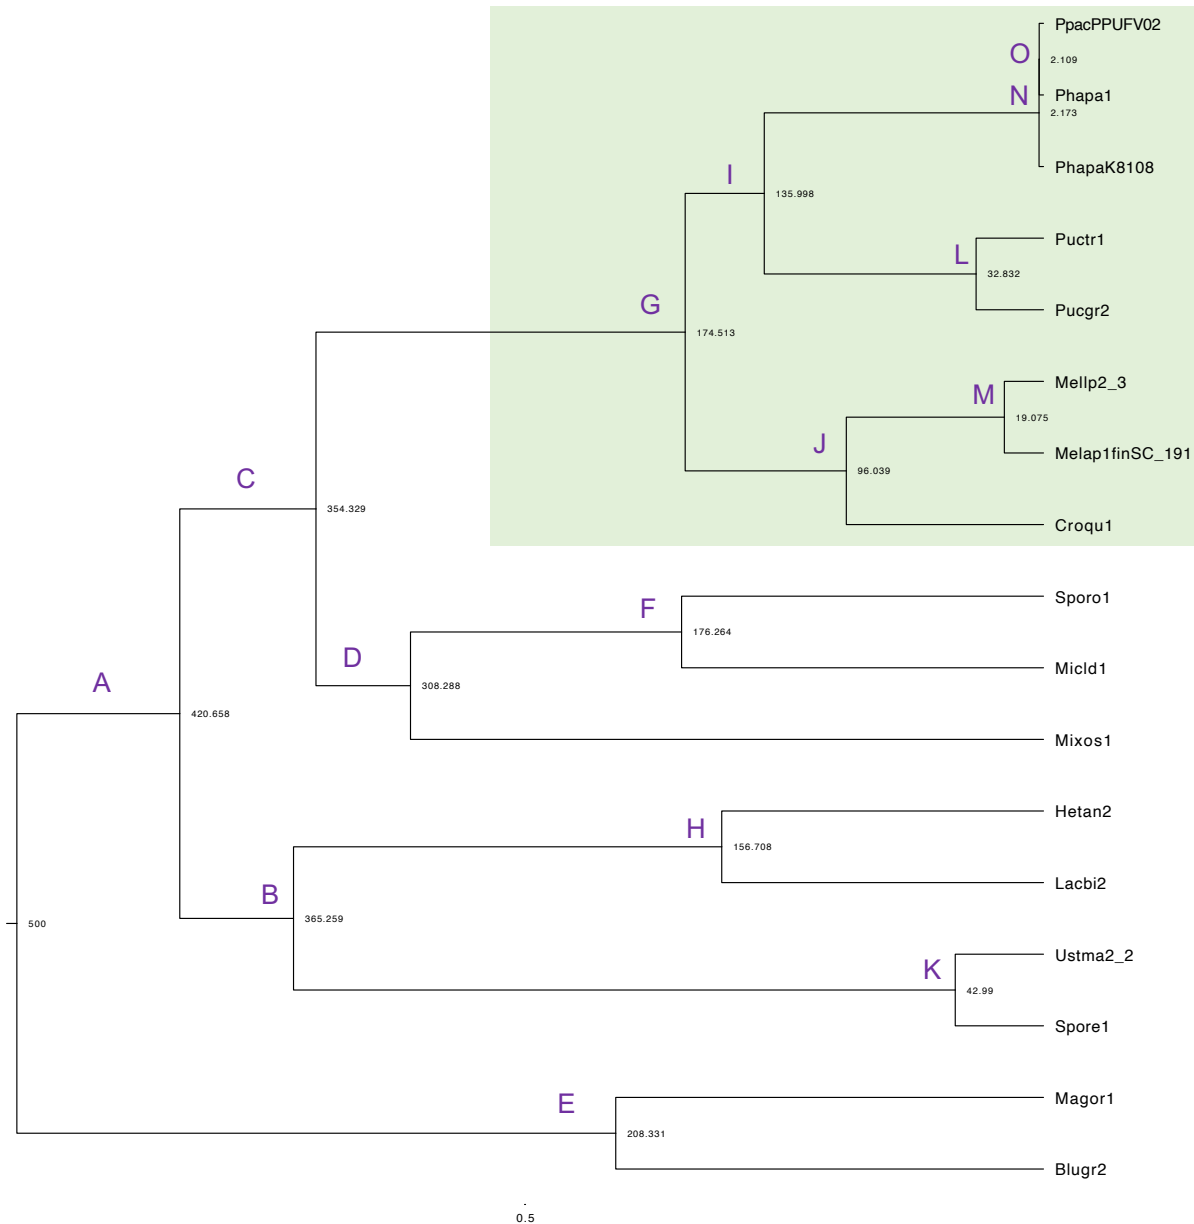 PpacPPUFV02
O
2.109
N
Phapa1
2.173
PhapaK8108
I
135.998
Puctr1
L
32.832
G
Pucgr2
174.513
Mellp2_3
M
19.075
J
Melap1finSC_191
96.039
C
354.329
Croqu1
Sporo1
F
176.264
D
Micld1
308.288
A
420.658
Mixos1
Hetan2
H
156.708
B
Lacbi2
365.259
500
Ustma2_2
K
42.99
Spore1
E
Magor1
208.331
Blugr2
0.5